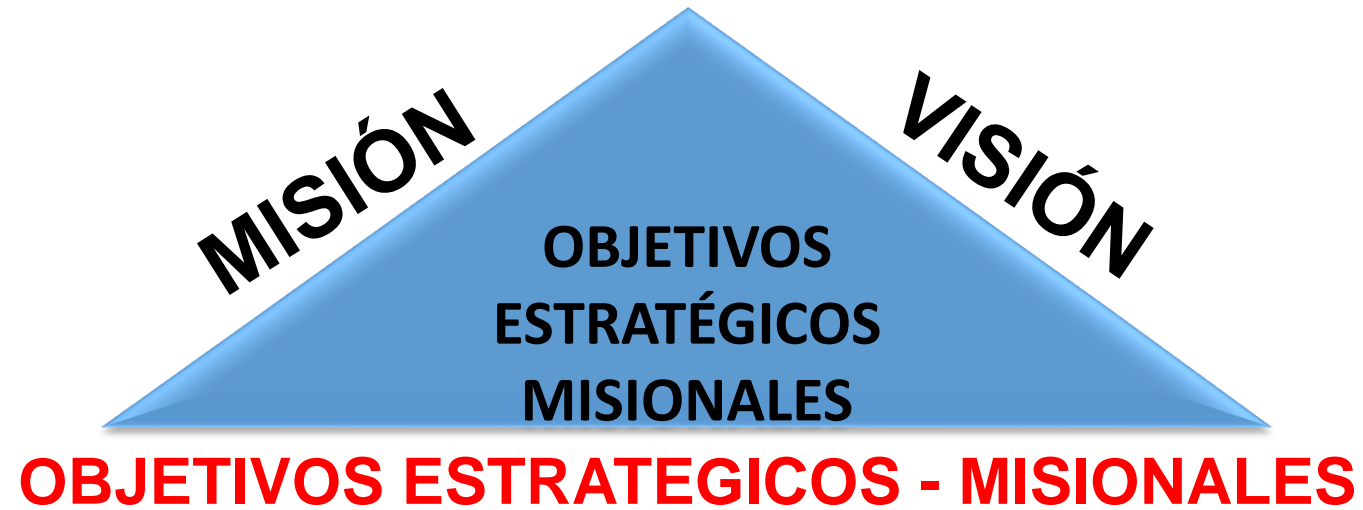 MISIÓN
VISIÓN
OBJETIVOS
ESTRATÉGICOS
MISIONALES
OBJETIVOS ESTRATEGICOS - MISIONALES